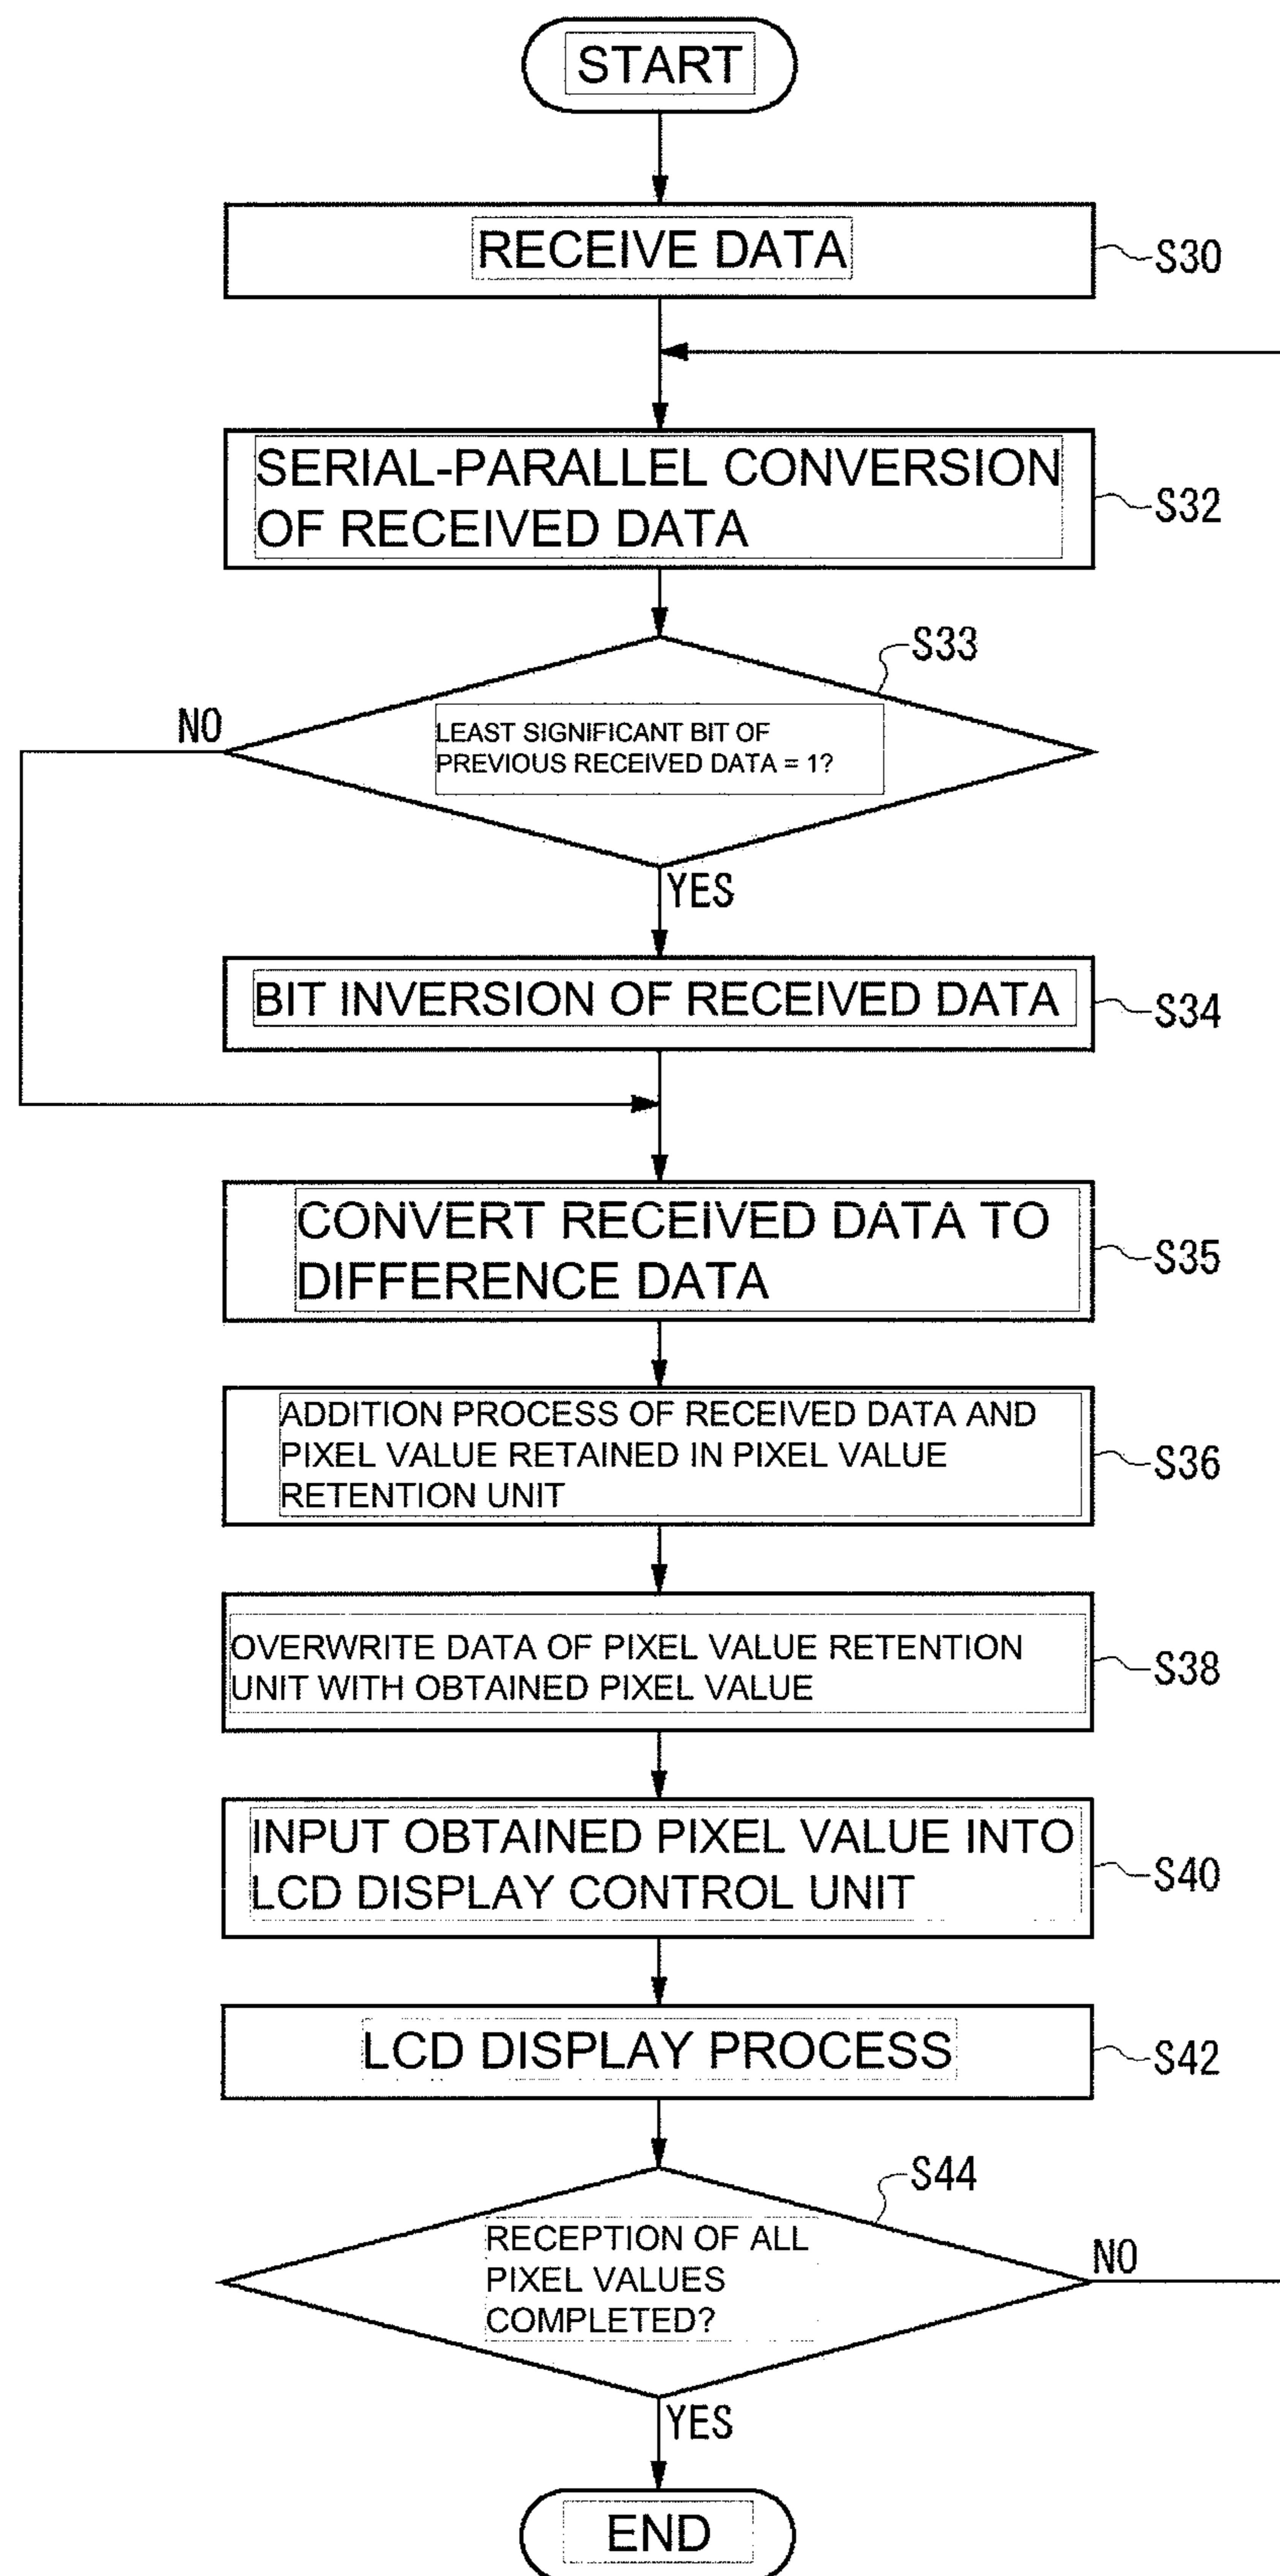 START
RECEIVE DATA
S30
SERIAL-PARALLEL CONVERSION
OF RECEIVED DATA
S32
S33
NO
LEAST SIGNIFICANT BIT OF
PREVIOUS RECEIVED DATA = 1?
YES
BIT INVERSION OF RECEIVED DATA
S34
CONVERT RECEIVED DATA TO
DIFFERENCE DATA
S35
ADDITION PROCESS OF RECEIVED DATA AND
PIXEL VALUE RETAINED IN PIXEL VALUE
RETENTION UNIT
S36
OVERWRITE DATA OF PIXEL VALUE RETENTION
UNIT WITH OBTAINED PIXEL VALUE
S38
INPUT OBTAINED PIXEL VALUE INTO
LCD DISPLAY CONTROL UNIT
S40
LCD DISPLAY PROCESS
S42
S44
RECEPTION OF ALL
PIXEL VALUES
COMPLETED?
NO
YES
END